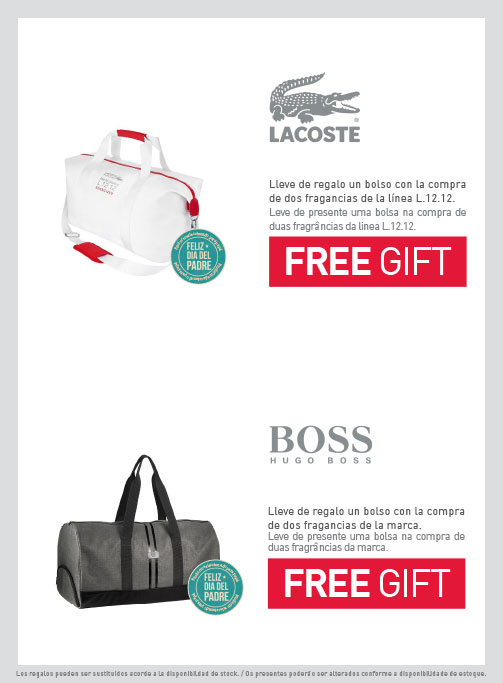 LACOSTE
Lleve de regalo un bolso con la compra
de dos fragancias de la línea L.12.12.
Leve de presente uma bolsa na compra de
duas fragrâncias da linea L.12.12.
FREE GIFT
FELIZ
DIA DEL
PADRE
BOSS
HUGO BOSS
Lleve de regalo un bolso con la compra
de dos fragancias de la marca.
Leve de presente uma bolsa na compra de
duas fragrâncias da marca.
FREE GIFT
FELIZ
DIA DEL
PADRE
Los regalos pueden ser sustituidos acorde a la disponibilidad de stock. / Os presentes poderão ser alterados conforme a disponibilidade de estoque.